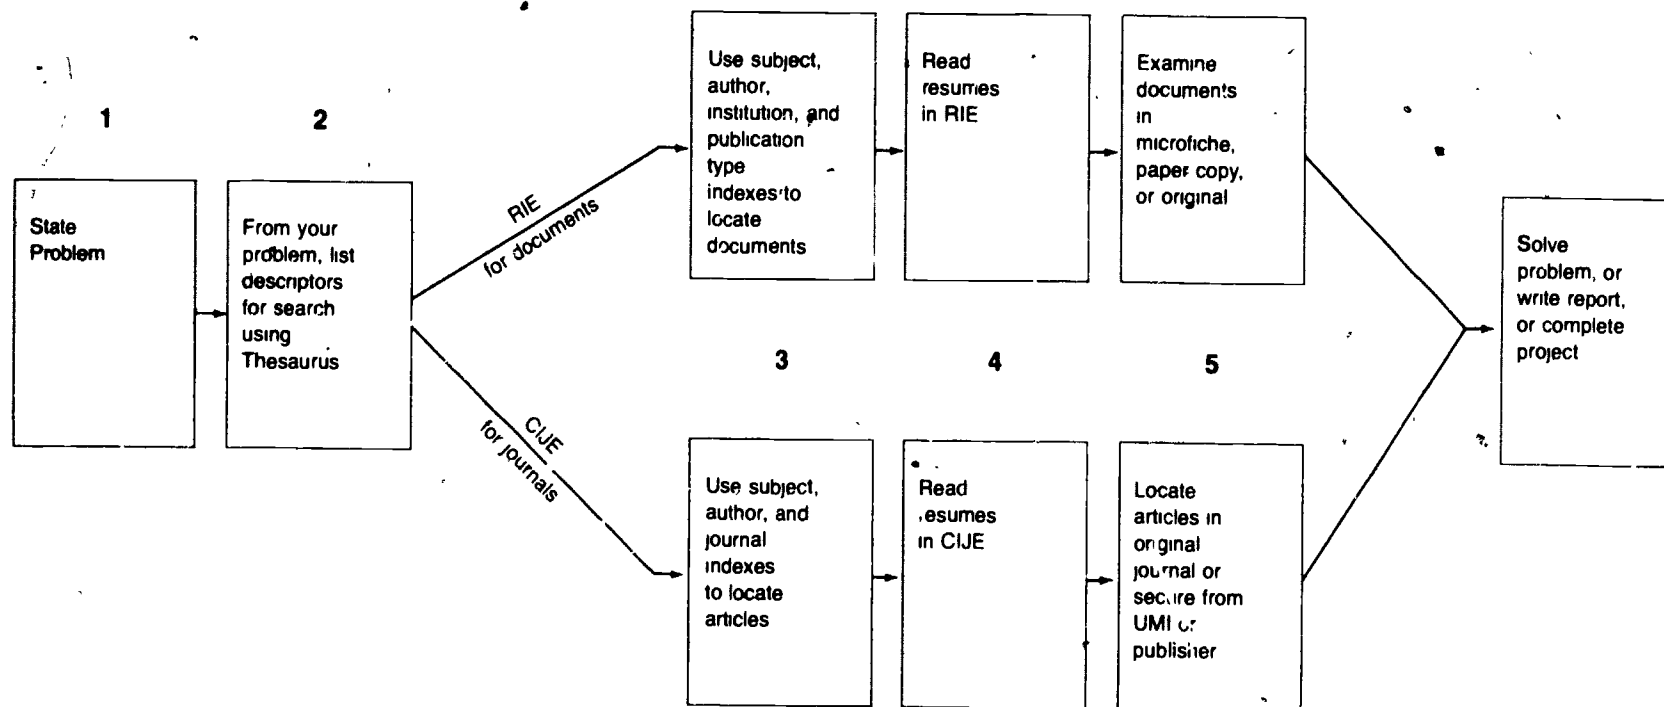 1
State
Problem
2
From your
problem, list
descriptors
for search
using
Thesaurus
RIE
for documents
Use subject,
author,
institution, and
publication
type
indexes to
locate
documents
Read
resumes
in RIE
Examine
documents
in
microfiche,
paper copy,
or original
3
4
5
CIJE
for journals
Use subject,
author, and
journal
indexes
to locate
articles
Read
resumes
in CIJE
Locate
articles in
original
journal or
secure from
UMI or
publisher
Solve
problem, or
write report,
or complete
project